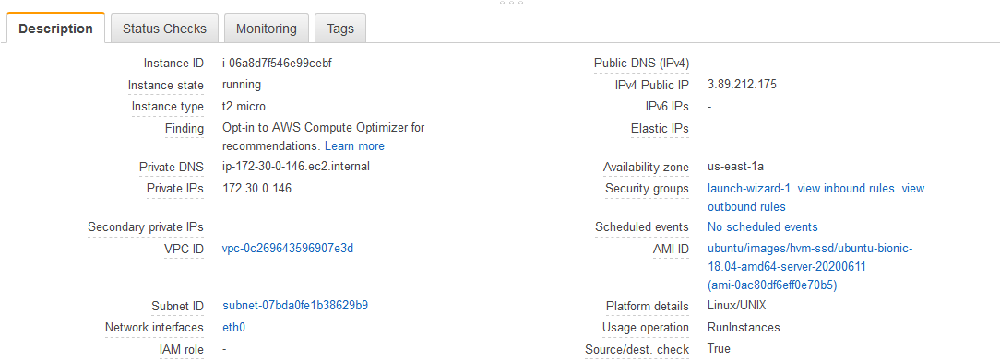 Description Status Checks Monitoring Tags
Instance ID i-06a8d7f546e99cebf Public DNS (IPv4) -
Instance state running IPv4 Public IP 3.89.212.175
Instance type t2.micro IPv6 IPs -
Finding Opt-in to AWS Compute Optimizer for Elastic IPs
recommendations. Learn more
Private DNS ip-172-30-0-146.ec2.internal Availability zone us-east-1a
Private IPs 172.30.0.146 Security groups launch-wizard-1. view inbound rules. view
outbound rules
Secondary private IPs Scheduled events No scheduled events
VPC ID vpc-0c269643596907e3d AMI ID ubuntu/images/hvm-ssd/ubuntu-bionic-
18.04-amd64-server-20200611
(ami-0ac80df6eff0e70b5)
Subnet ID subnet-07bda0fe1b38629b9 Platform details Linux/UNIX
Network interfaces eth0 Usage operation RunInstances
IAM role - Source/dest. check True